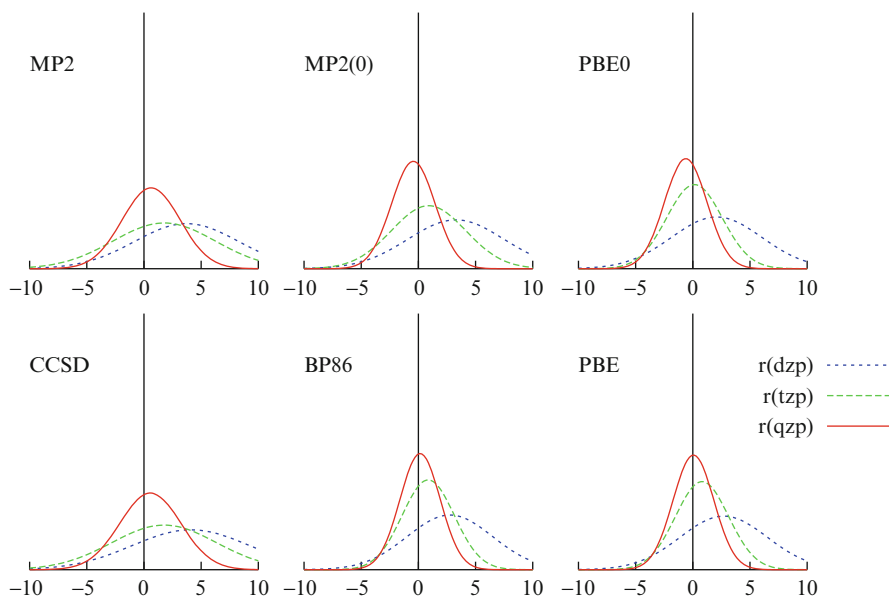 MP2 MP2(0) PBE0
−10 −5 0 5 10 −10 −5 0 5 10 −10 −5 0 5 10
CCSD BP86 PBE
r(dzp)
r(tzp)
r(qzp)
−10 −5 0 5 10 −10 −5 0 5 10 −10 −5 0 5 10